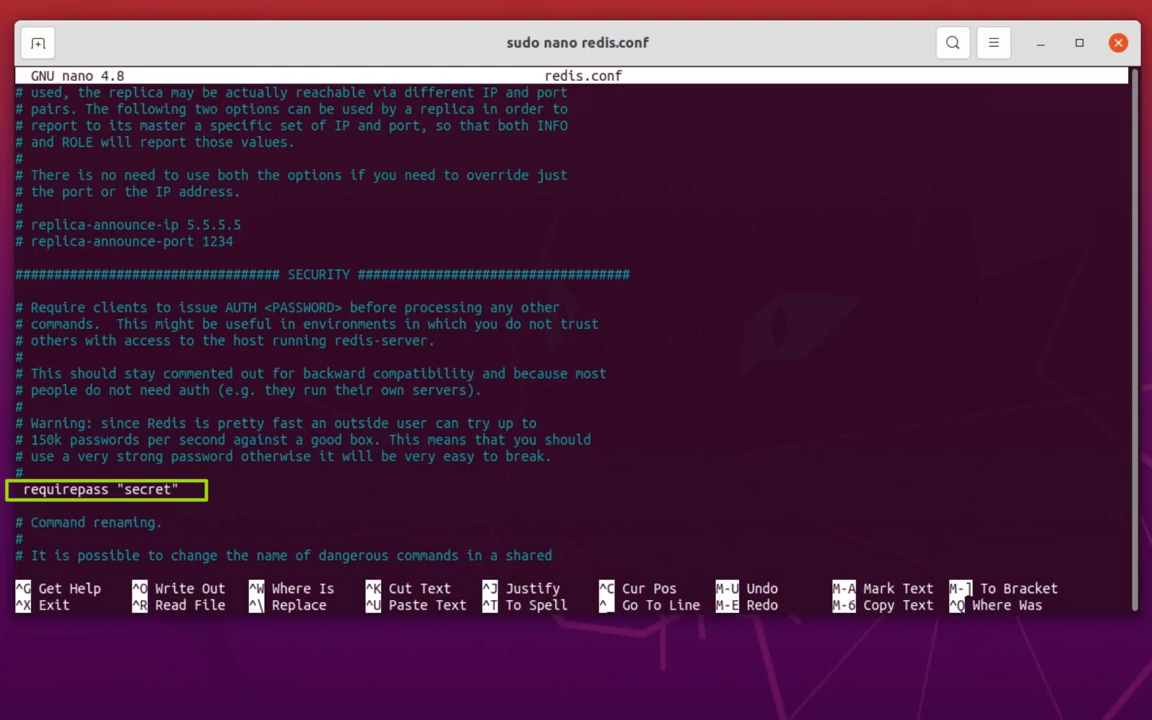 sudo nano redis.conf
GNU nano 4.8 redis.conf
# used, the replica may be actually reachable via different IP and port
# pairs. The following two options can be used by a replica in order to
# report to its master a specific set of IP and port, so that both INFO
# and ROLE will report those values.
#
# There is no need to use both the options if you need to override just
# the port or the IP address.
#
# replica-announce-ip 5.5.5.5
# replica-announce-port 1234
################################## SECURITY ###################################
# Require clients to issue AUTH <PASSWORD> before processing any other
# commands.  This might be useful in environments in which you do not trust
# others with access to the host running redis-server.
#
# This should stay commented out for backward compatibility and because most
# people do not need auth (e.g. they run their own servers).
#
# Warning: since Redis is pretty fast an outside user can try up to
# 150k passwords per second against a good box. This means that you should
# use a very strong password otherwise it will be very easy to break.
#
requirepass "secret"
# Command renaming.
#
# It is possible to change the name of dangerous commands in a shared
^G Get Help ^O Write Out ^W Where Is ^K Cut Text ^J Justify ^C Cur Pos M-U Undo M-A Mark Text M-] To Bracket
^X Exit ^R Read File ^\ Replace ^U Paste Text ^T To Spell ^_ Go To Line M-E Redo M-6 Copy Text ^Q Where Was